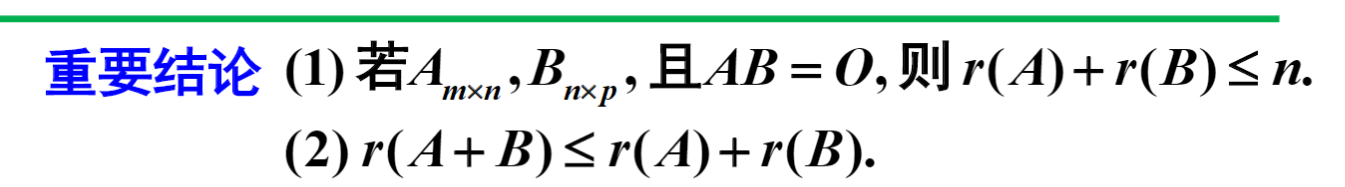 重要结论 (1) 若A_{m×n}, B_{n×p}, 且AB = O, 则 r(A) + r(B) ≤ n.
(2) r(A + B) ≤ r(A) + r(B).